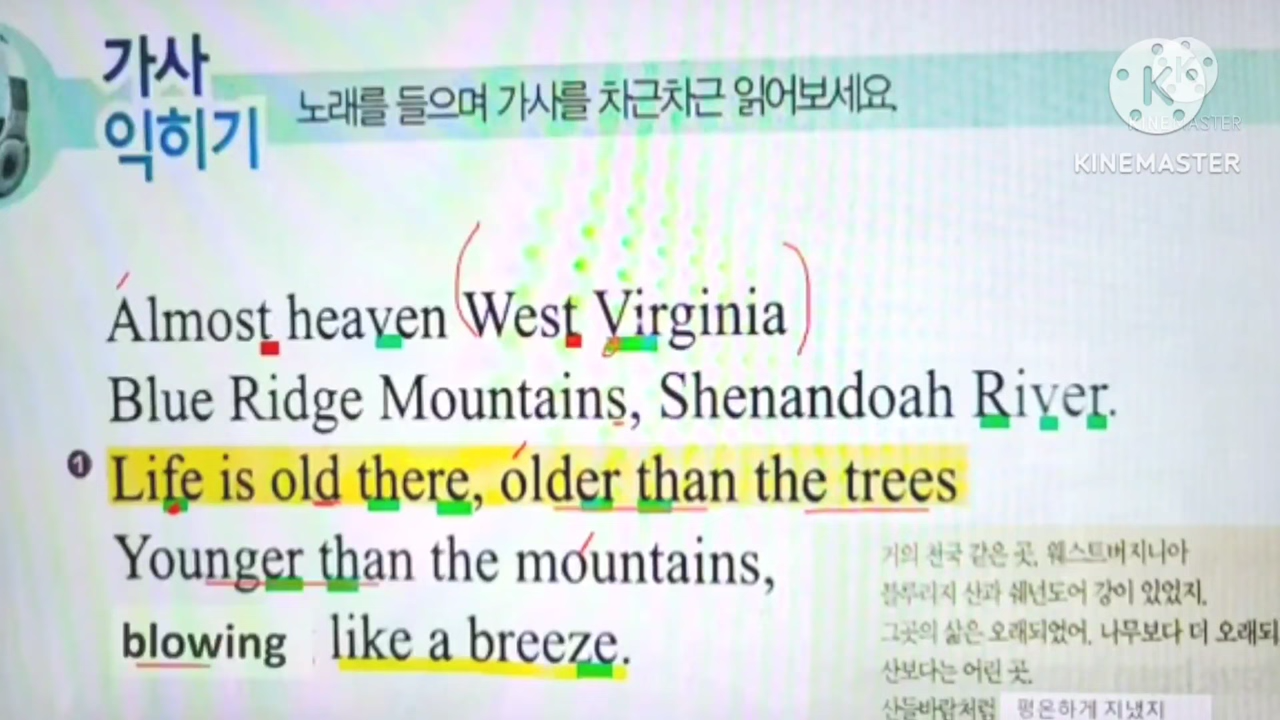 가사
익히기
노래를 들으며 가사를 차근차근 읽어보세요.
KINEMASTER
KINEMASTER
Almost heaven (West Virginia)
Blue Ridge Mountains, Shenandoah River.
1 Life is old there, older than the trees
Younger than the mountains,
blowing like a breeze.
거의 천국 같은 곳, 웨스트버지니아
블루리지 산과 쉐넌도어 강이 있었지.
그곳의 삶은 오래되었어, 나무보다 더 오래되
산보다는 어린 곳,
산들바람처럼 평온하게 지냈지